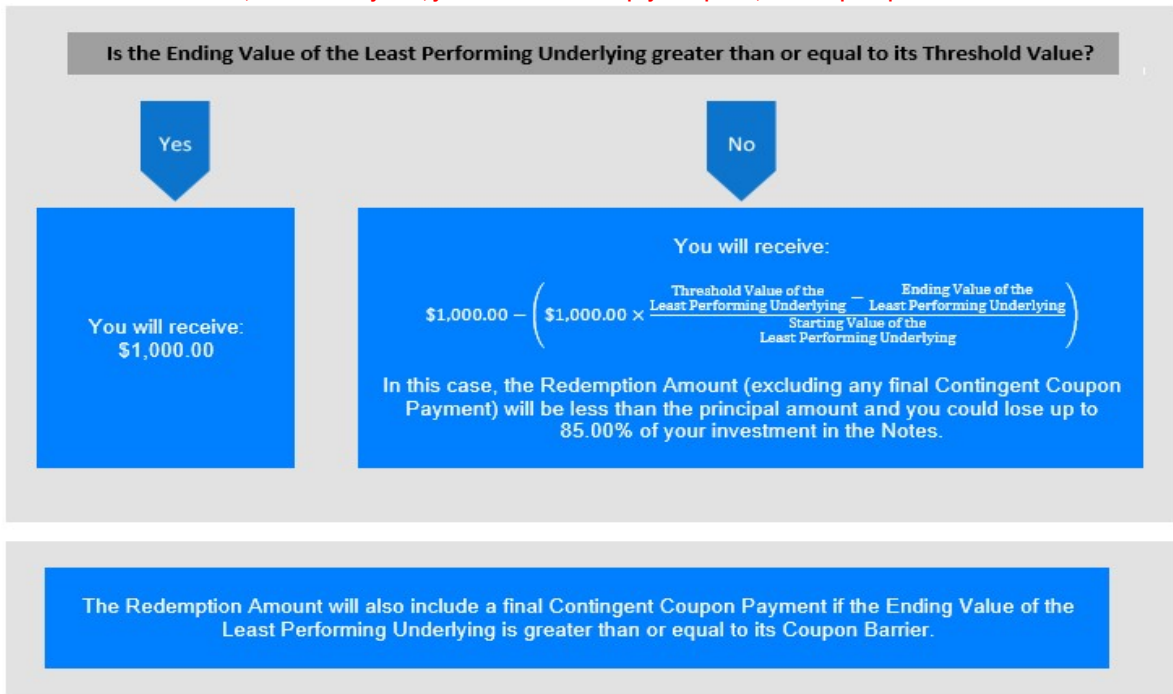 Is the Ending Value of the Least Performing Underlying greater than or equal to its Threshold Value?
Yes
No
You will receive:
$1,000.00
You will receive:
$1,000.00 − ( $1,000.00 × (Threshold Value of the Least Performing Underlying − Ending Value of the Least Performing Underlying) / Starting Value of the Least Performing Underlying )
In this case, the Redemption Amount (excluding any final Contingent Coupon
Payment) will be less than the principal amount and you could lose up to
85.00% of your investment in the Notes.
The Redemption Amount will also include a final Contingent Coupon Payment if the Ending Value of the
Least Performing Underlying is greater than or equal to its Coupon Barrier.